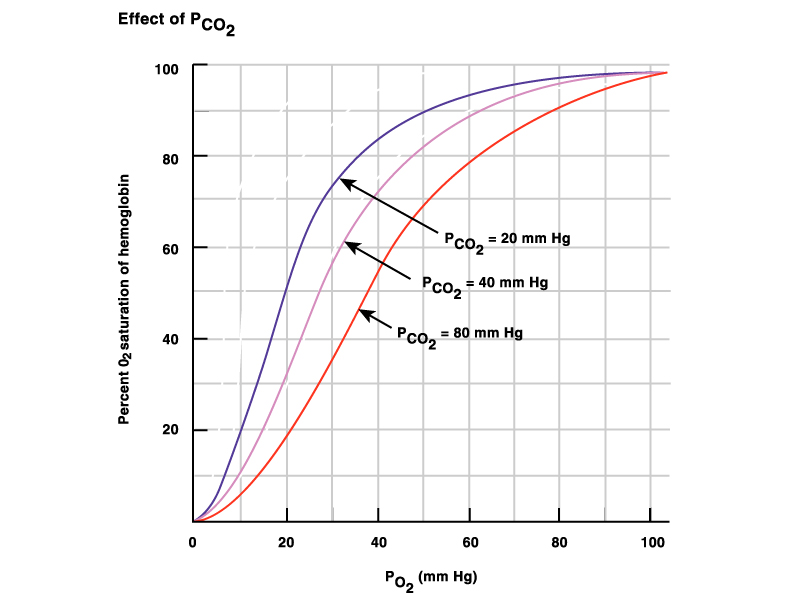 Effect of PCO2
100
80
60
40
20
Percent 02 saturation of hemoglobin
PCO2 = 20 mm Hg
PCO2 = 40 mm Hg
PCO2 = 80 mm Hg
0 20 40 60 80 100
PO2 (mm Hg)